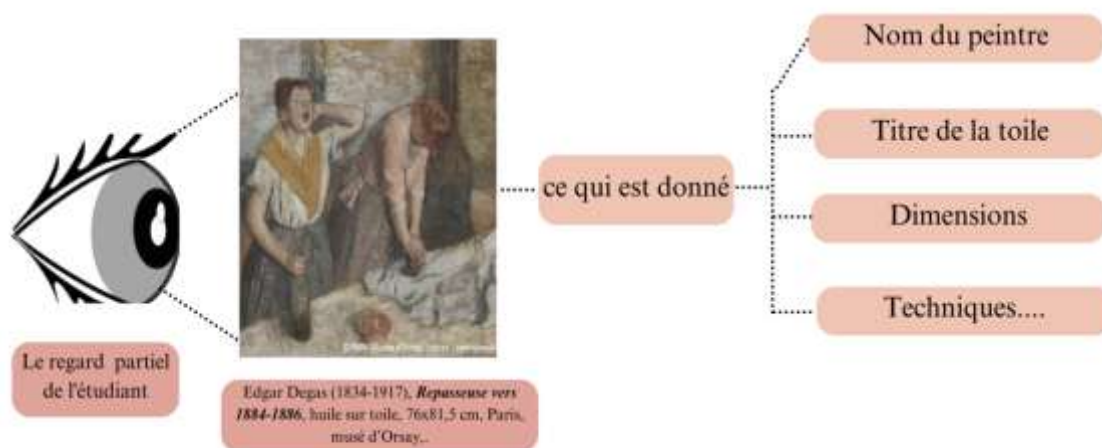 Nom du peintre
Titre de la toile
ce qui est donné
Dimensions
Techniques....
Le regard partiel
de l'étudiant
Edgar Degas (1834-1917), Repasseuse vers
1884-1886, huile sur toile, 76x81,5 cm, Paris,
musé d'Orsay,..